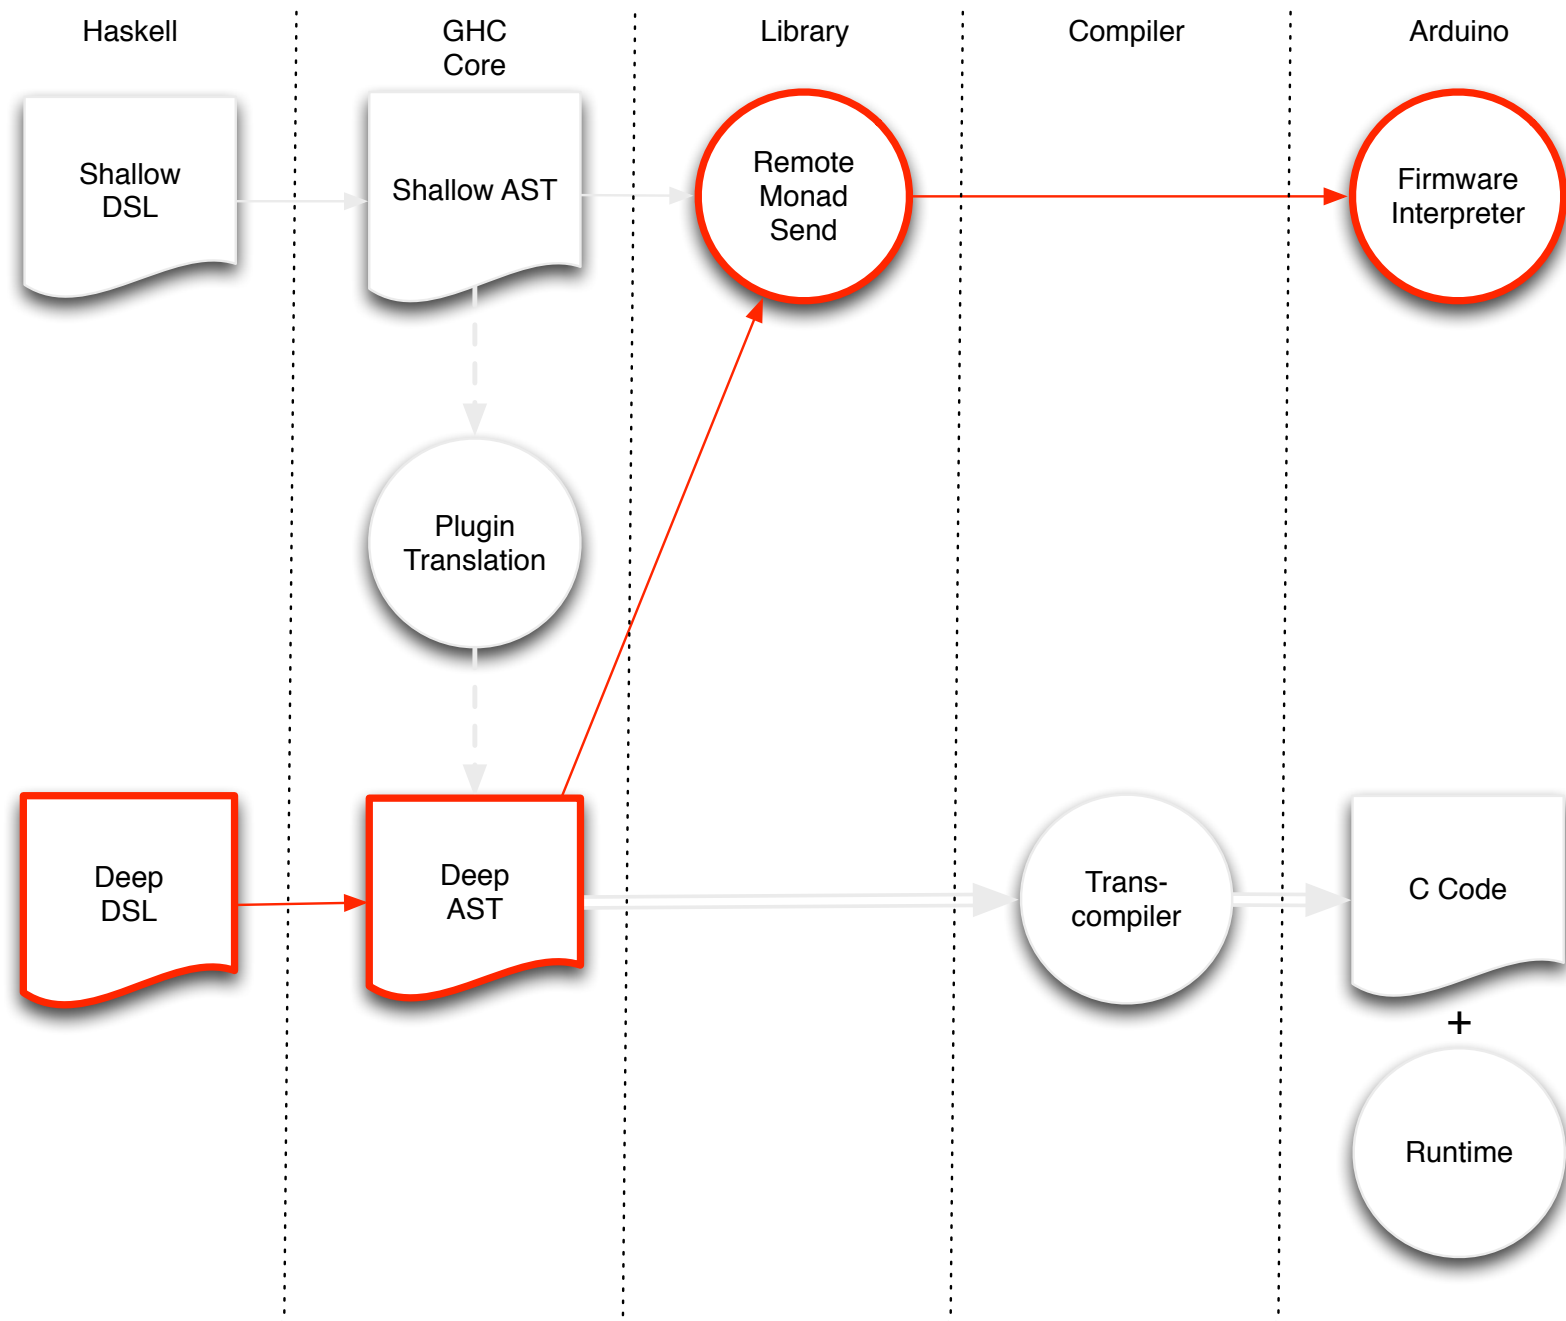 Haskell
GHC
Core
Library
Compiler
Arduino
Shallow
DSL
Shallow AST
Remote
Monad
Send
Firmware
Interpreter
Plugin
Translation
Deep
DSL
Deep
AST
Trans-
compiler
C Code
+
Runtime